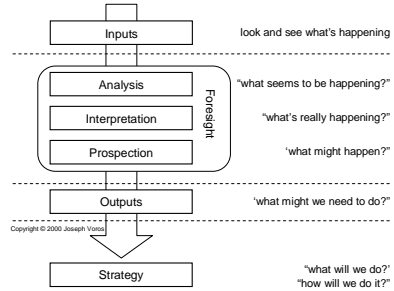 Inputs
look and see what's happening
Analysis
“what seems to be happening?”
Interpretation
“what's really happening?”
Foresight
Prospection
‘what might happen?”
Outputs
‘what might we need to do?”
Copyright © 2000 Joseph Voros
Strategy
“what will we do?’
“how will we do it?”